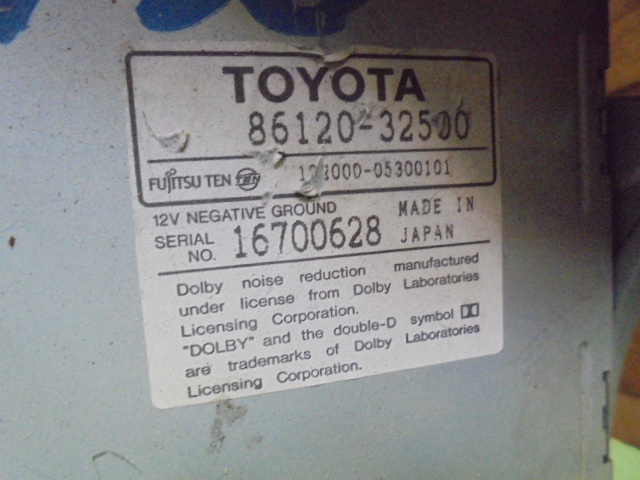 TOYOTA
86120-32500
FUJITSU TEN TEN
12V NEGATIVE GROUND
MADE IN
SERIAL
NO. 16700628
JAPAN
Dolby noise reduction manufactured
under license from Dolby Laboratories
Licensing Corporation.
"DOLBY" and the double-D symbol
are trademarks of Dolby Laboratories
Licensing Corporation.